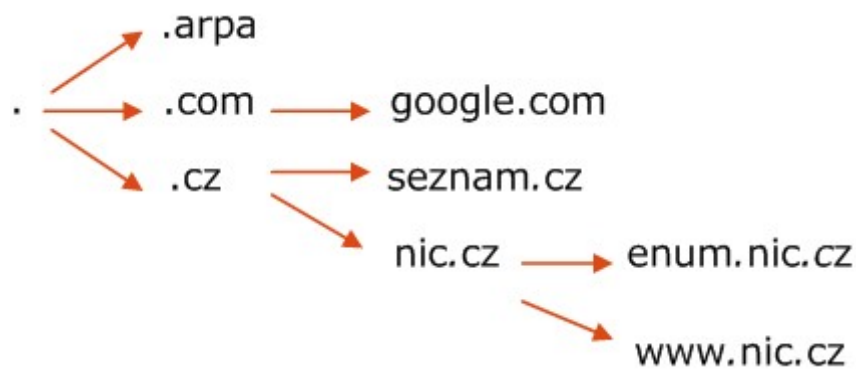 .arpa
. .com google.com
.cz seznam.cz
nic.cz enum.nic.cz
www.nic.cz